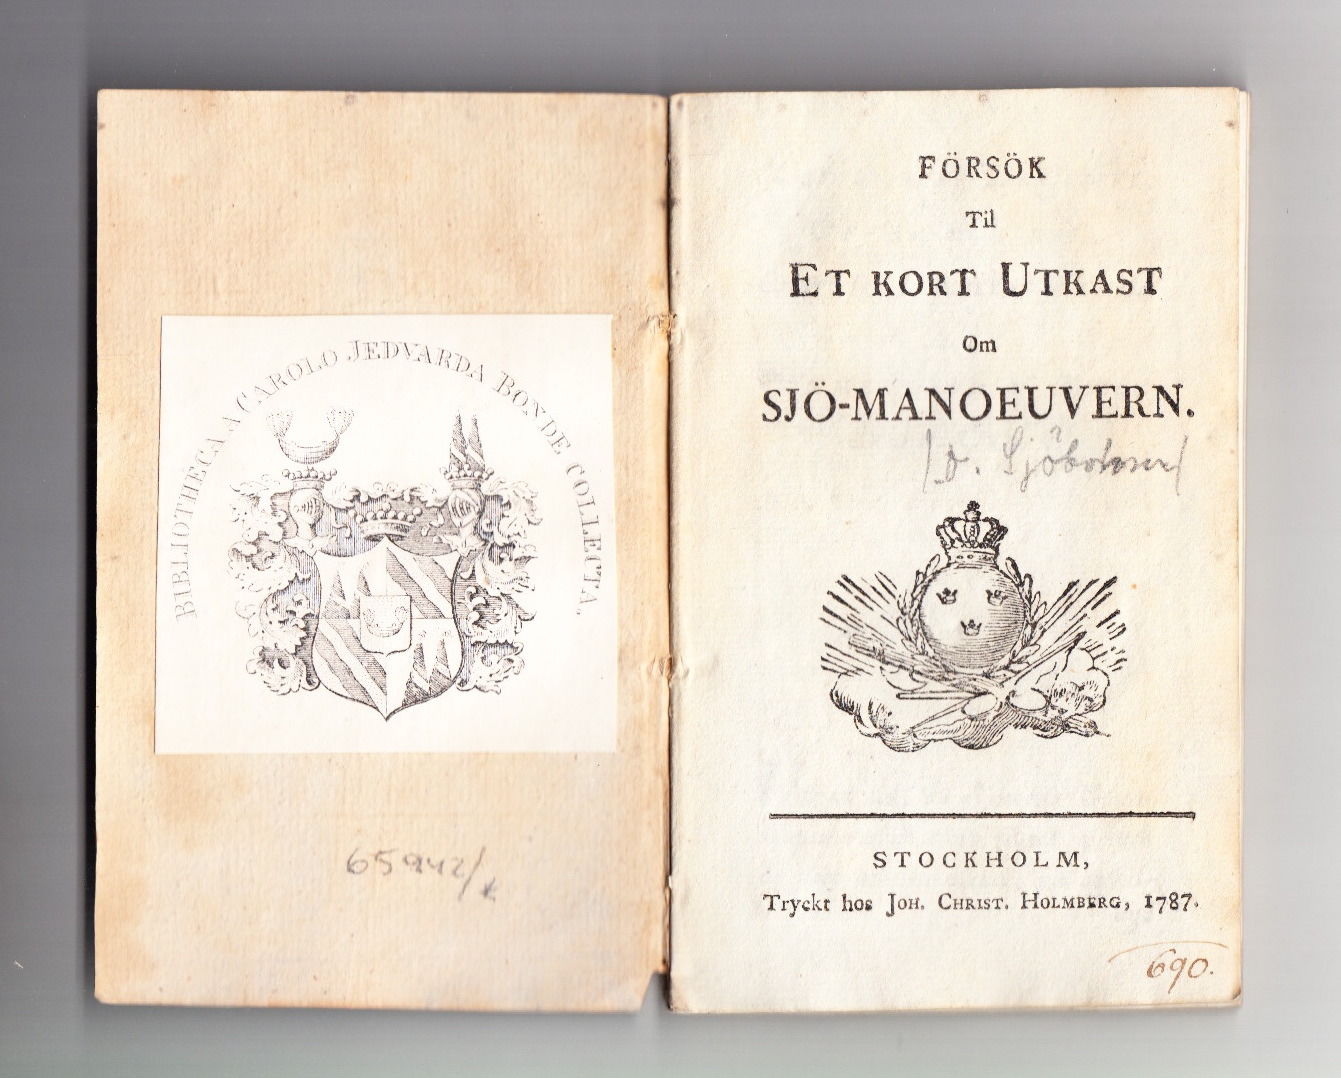 BIBLIOTHECA A CAROLO JEDVARDA BONDE COLLECTA.
65942/
FÖRSÖK
Til
ET KORT UTKAST
Om
SJÖ-MANOEUVERN.
STOCKHOLM,
Tryckt hos JOH. CHRIST. HOLMBERG, 1787.
690.